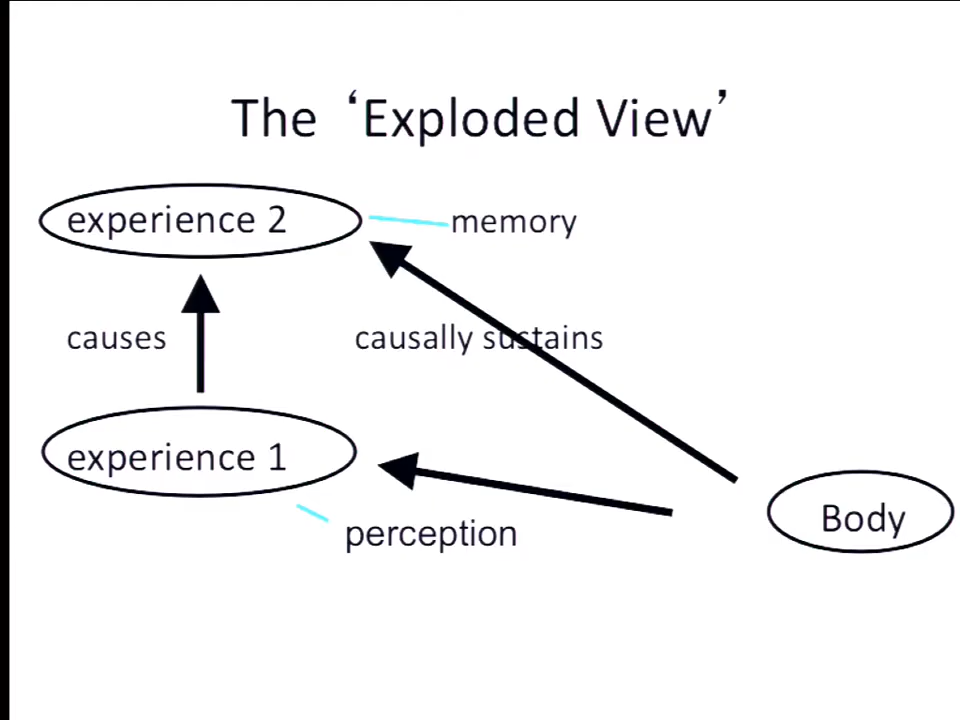 The ‘Exploded View’
experience 2
memory
causes
causally sustains
experience 1
Body
perception